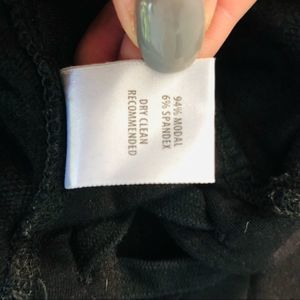 94% MODAL
6% SPANDEX
DRY CLEAN
RECOMMENDED